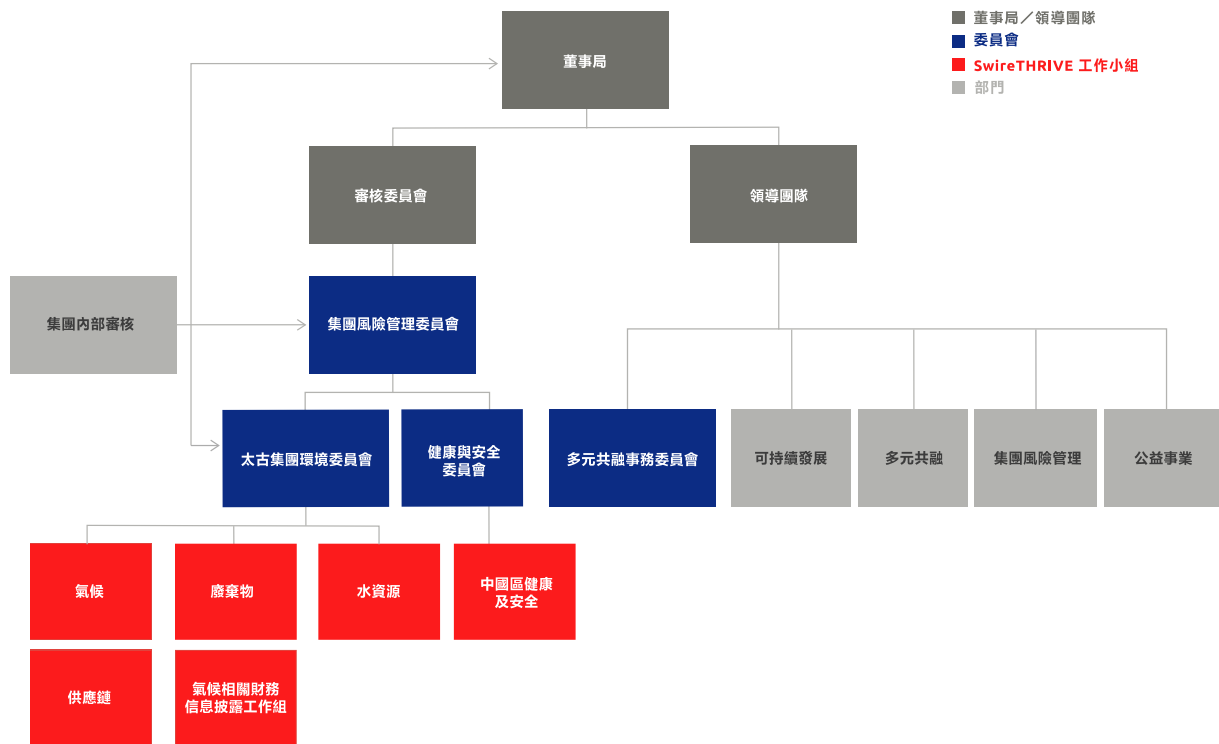 董事局／領導團隊
委員會
SwireTHRIVE 工作小組
部門
董事局
審核委員會
領導團隊
集團內部審核
集團風險管理委員會
太古集團環境委員會
健康與安全
委員會
多元共融事務委員會
可持續發展
多元共融
集團風險管理
公益事業
氣候
廢棄物
水資源
中國區健康
及安全
供應鏈
氣候相關財務
信息披露工作組